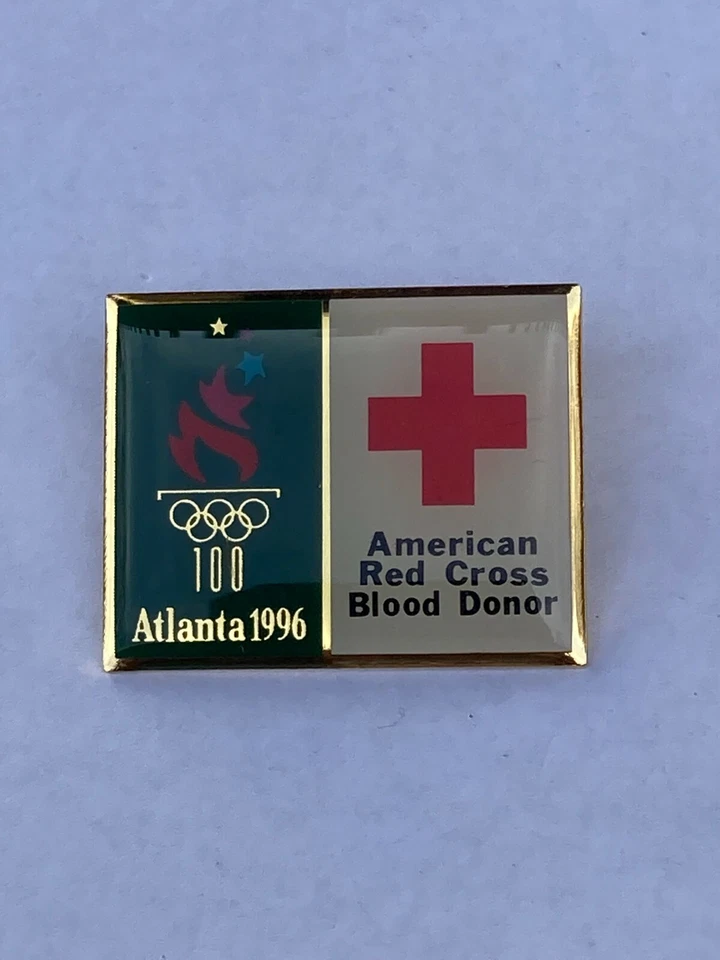 100
Atlanta 1996
American
Red Cross
Blood Donor